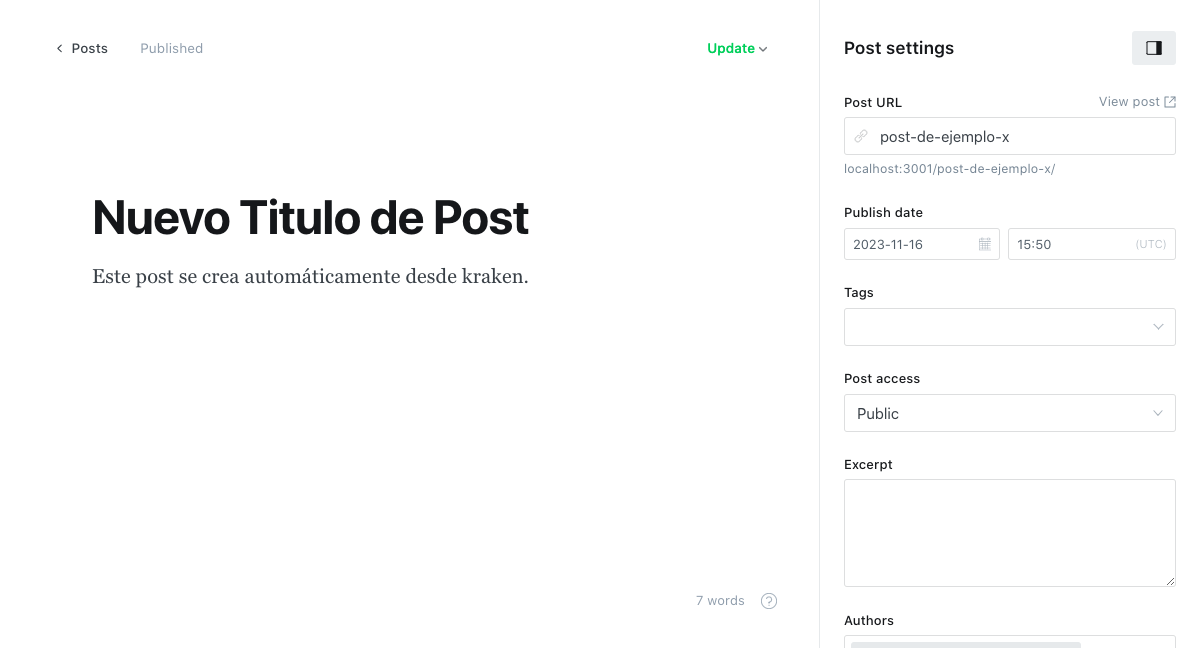 Posts
Published
Update
Nuevo Titulo de Post
Este post se crea automáticamente desde kraken.
7 words
?
Post settings
Post URL
View post
post-de-ejemplo-x
localhost:3001/post-de-ejemplo-x/
Publish date
2023-11-16
15:50
(UTC)
Tags
Post access
Public
Excerpt
Authors